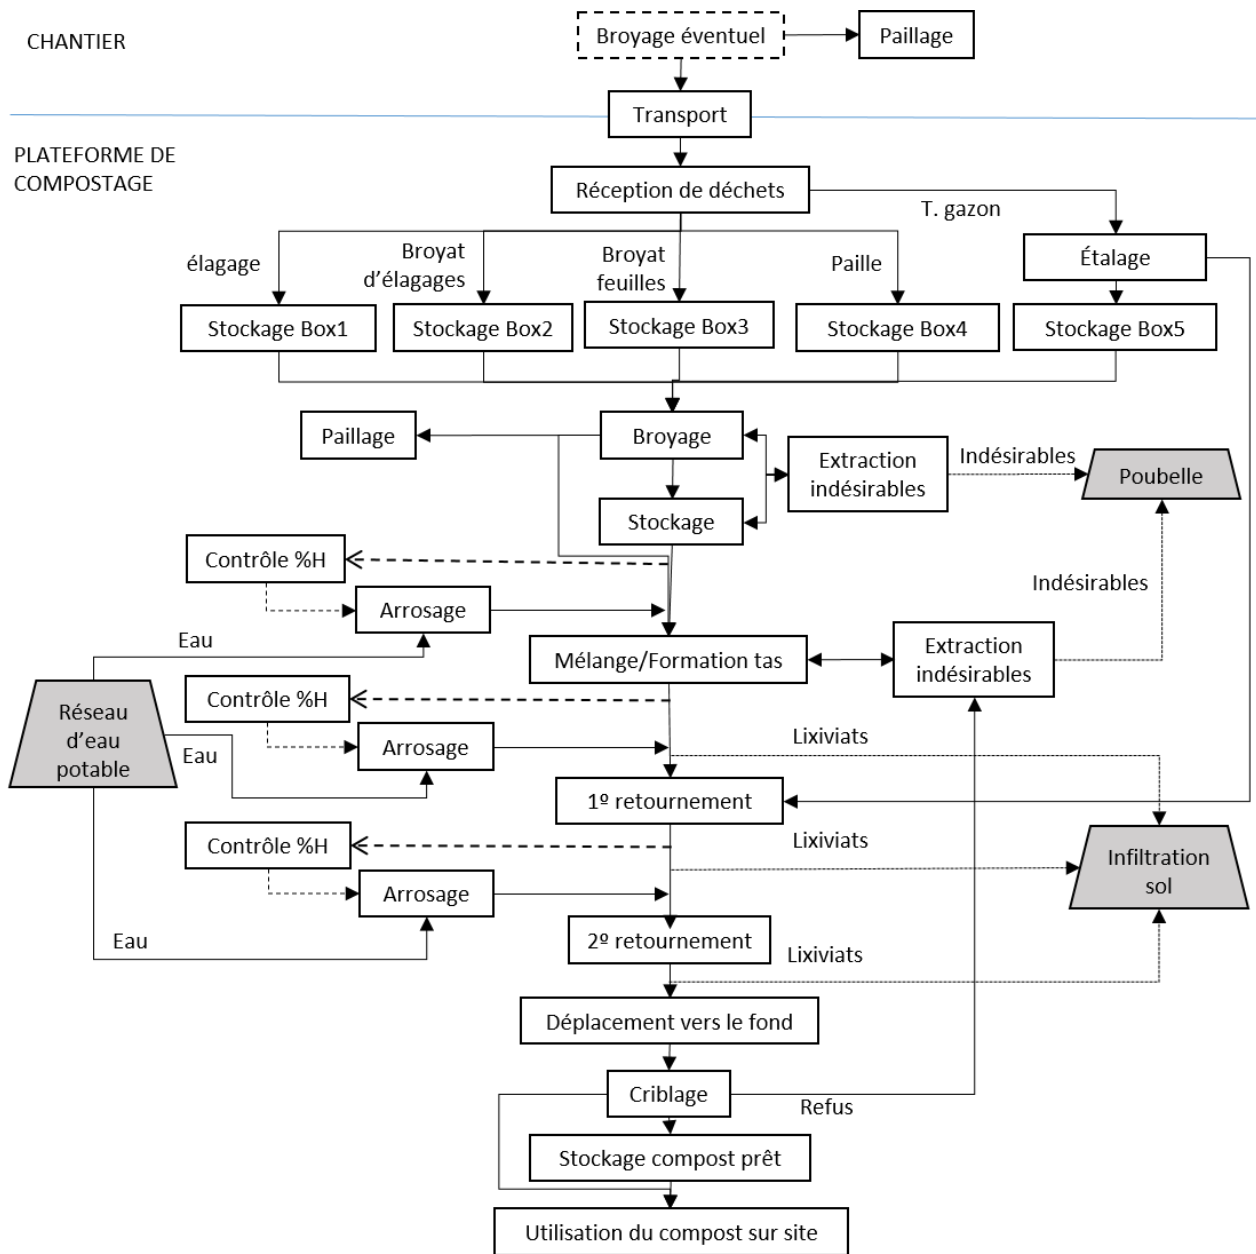 CHANTIER
Broyage éventuel
Paillage
Transport
PLATEFORME DE
COMPOSTAGE
Réception de déchets
T. gazon
élagage
Broyat
d’élagages
Broyat
feuilles
Paille
Étalage
Stockage Box1
Stockage Box2
Stockage Box3
Stockage Box4
Stockage Box5
Paillage
Broyage
Extraction
indésirables
Indésirables
Poubelle
Stockage
Contrôle %H
Arrosage
Indésirables
Eau
Mélange/Formation tas
Extraction
indésirables
Contrôle %H
Réseau
d’eau
potable
Arrosage
Eau
Lixiviats
1º retournement
Contrôle %H
Lixiviats
Infiltration
sol
Arrosage
Eau
2º retournement
Lixiviats
Déplacement vers le fond
Criblage
Refus
Stockage compost prêt
Utilisation du compost sur site